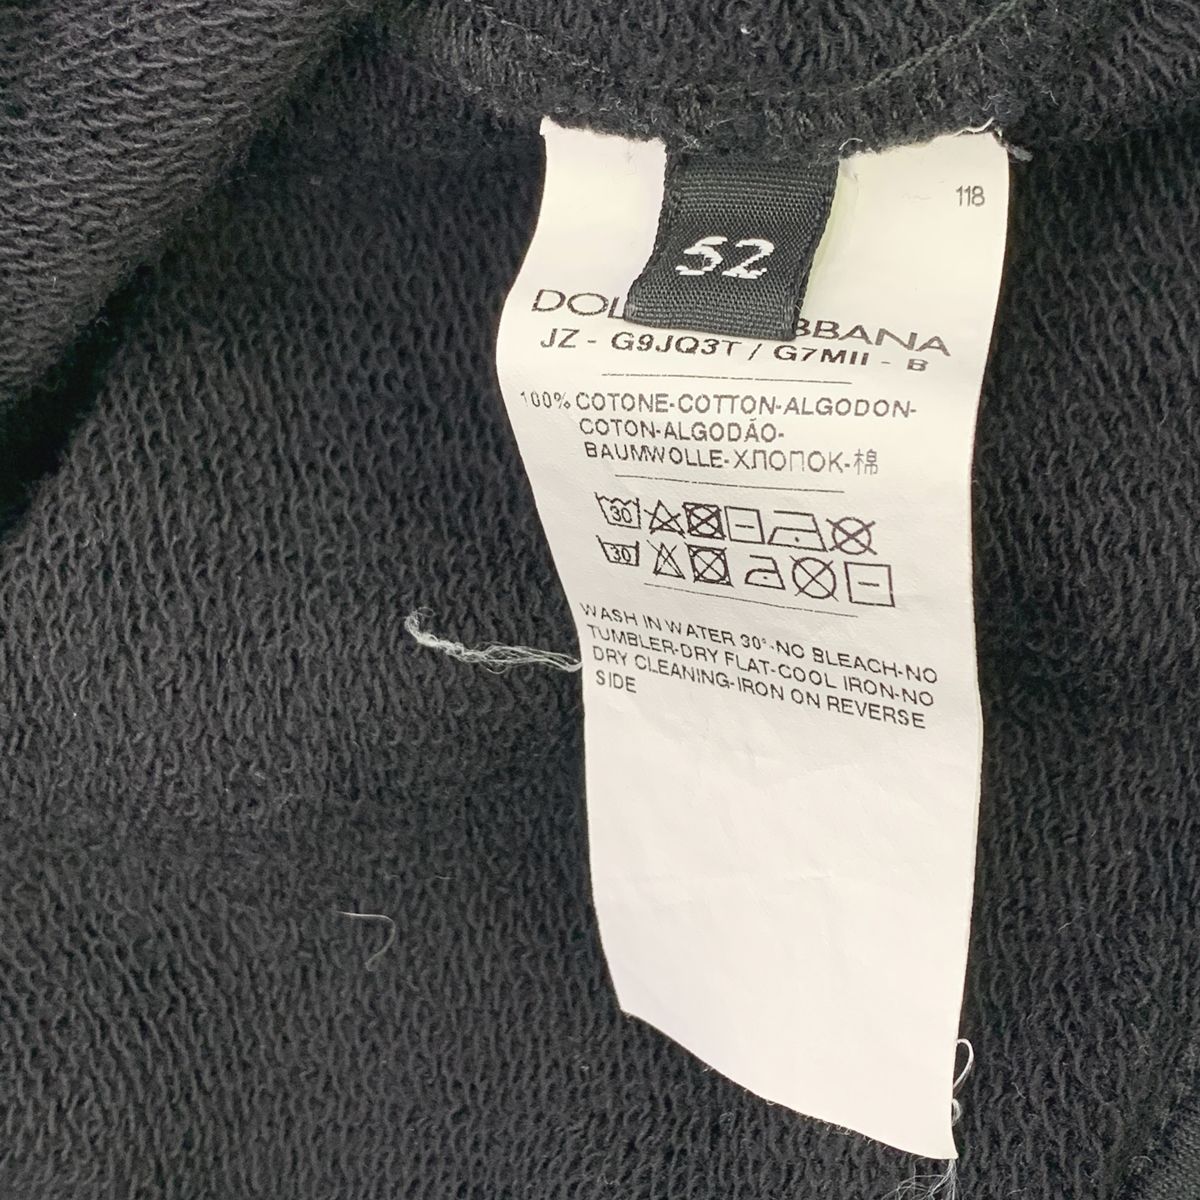 118
52
DOL BBANA
JZ - G9JQ3T / G7MII - B
100% COTONE-COTTON-ALGODON-
COTON-ALGODÃO-
BAUMWOLLE-ХЛОПОК-棉
30
30
WASH IN WATER 30°-NO BLEACH-NO
TUMBLER-DRY FLAT-COOL IRON-NO
DRY CLEANING-IRON ON REVERSE
SIDE